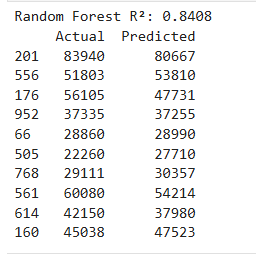 Random Forest R²: 0.8408
Actual Predicted
201 83940 80667
556 51803 53810
176 56105 47731
952 37335 37255
66 28860 28990
505 22260 27710
768 29111 30357
561 60080 54214
614 42150 37980
160 45038 47523